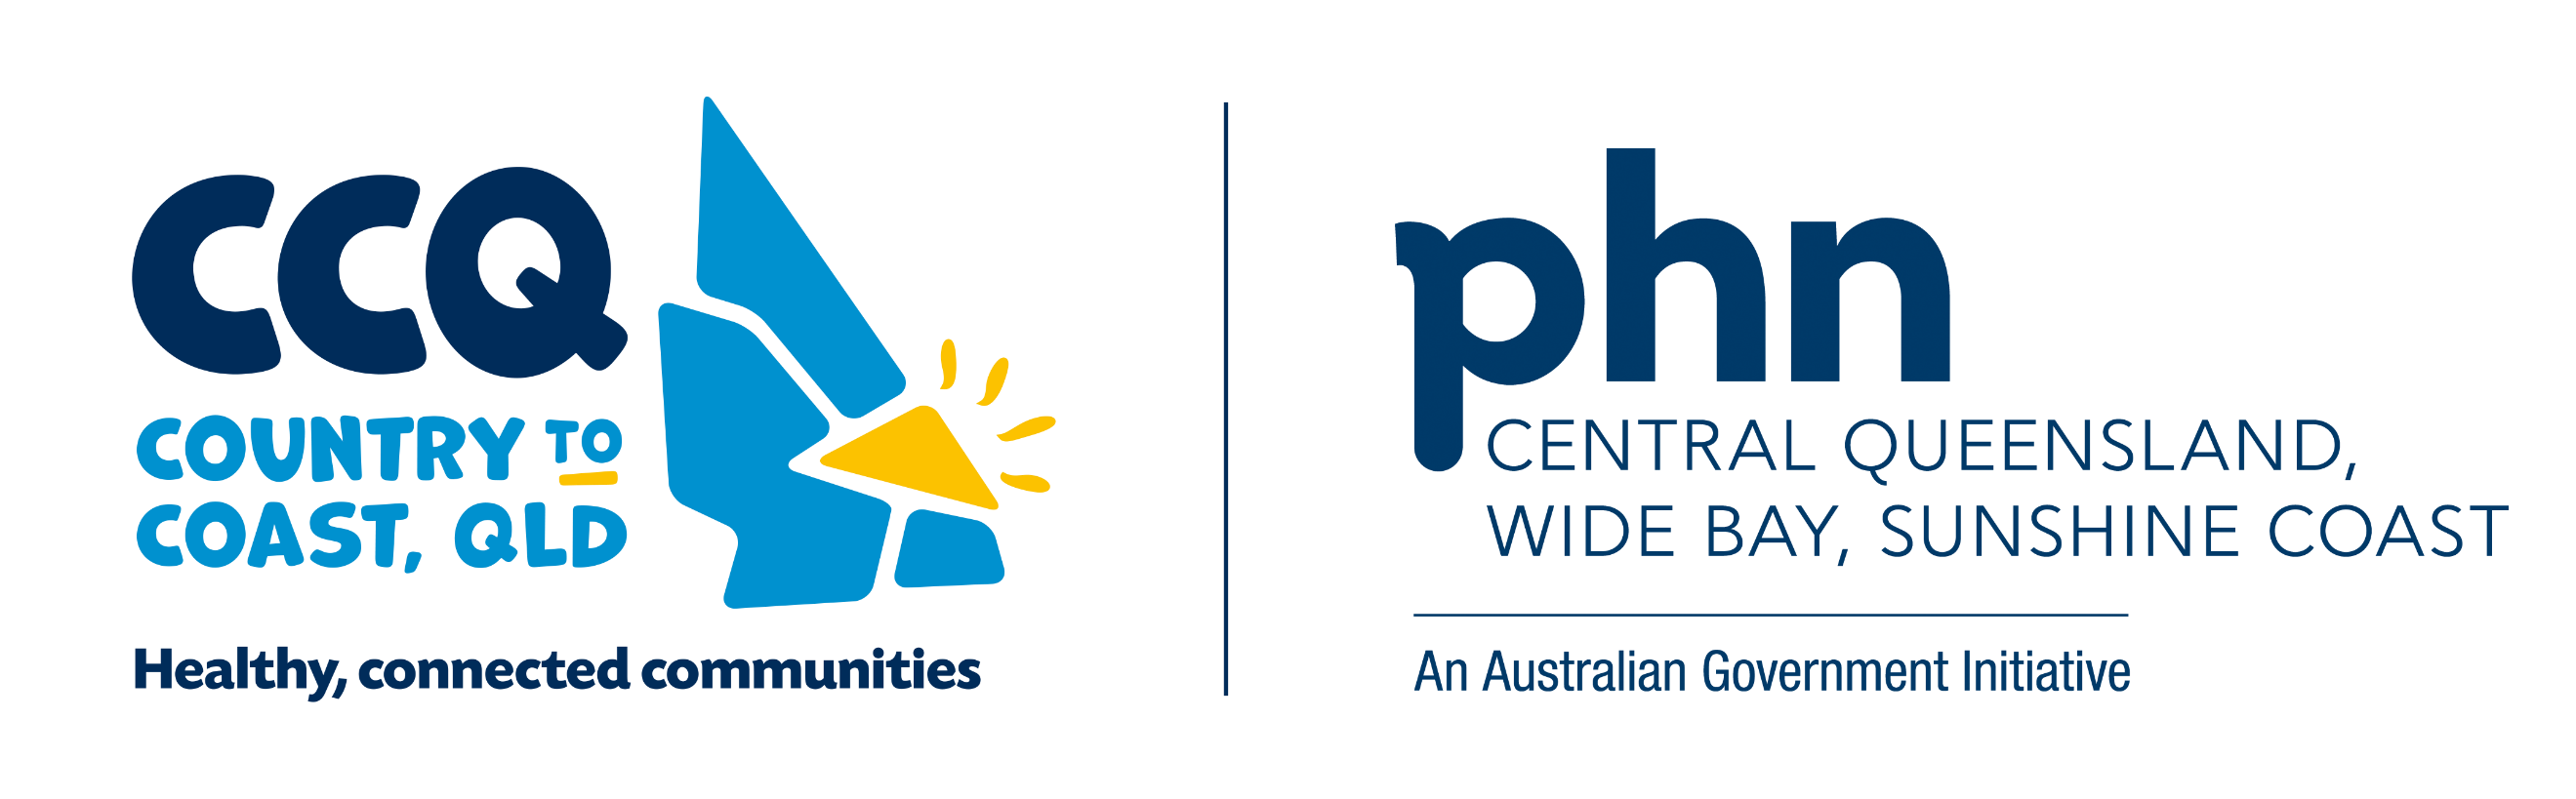 CCQ
COUNTRY TO
COAST, QLD
Healthy, connected communities
phn
CENTRAL QUEENSLAND,
WIDE BAY, SUNSHINE COAST
An Australian Government Initiative